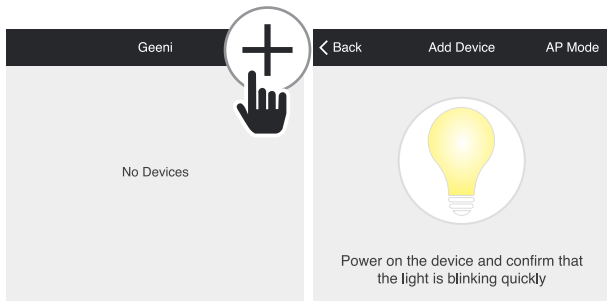 Geeni
No Devices
Back Add Device AP Mode
Power on the device and confirm that
the light is blinking quickly